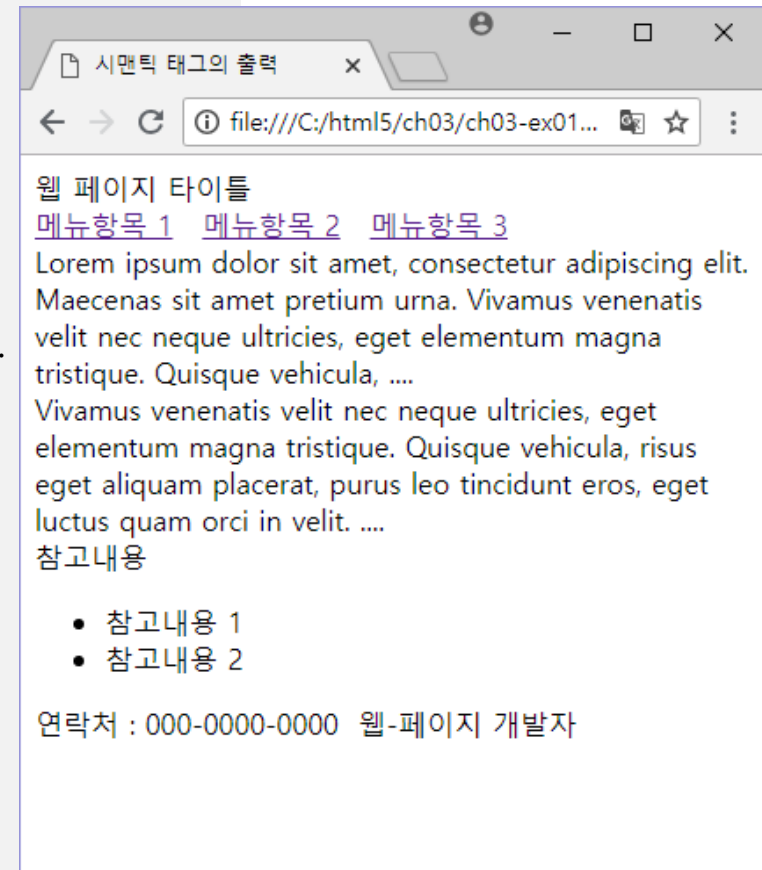 시맨틱 태그의 출력
file:///C:/html5/ch03/ch03-ex01...
웹 페이지 타이틀
메뉴항목 1 메뉴항목 2 메뉴항목 3
Lorem ipsum dolor sit amet, consectetur adipiscing elit.
Maecenas sit amet pretium urna. Vivamus venenatis
velit nec neque ultricies, eget elementum magna
tristique. Quisque vehicula, ....
Vivamus venenatis velit nec neque ultricies, eget
elementum magna tristique. Quisque vehicula, risus
eget aliquam placerat, purus leo tincidunt eros, eget
luctus quam orci in velit. ....
참고내용
• 참고내용 1
• 참고내용 2
연락처 : 000-0000-0000 웹-페이지 개발자